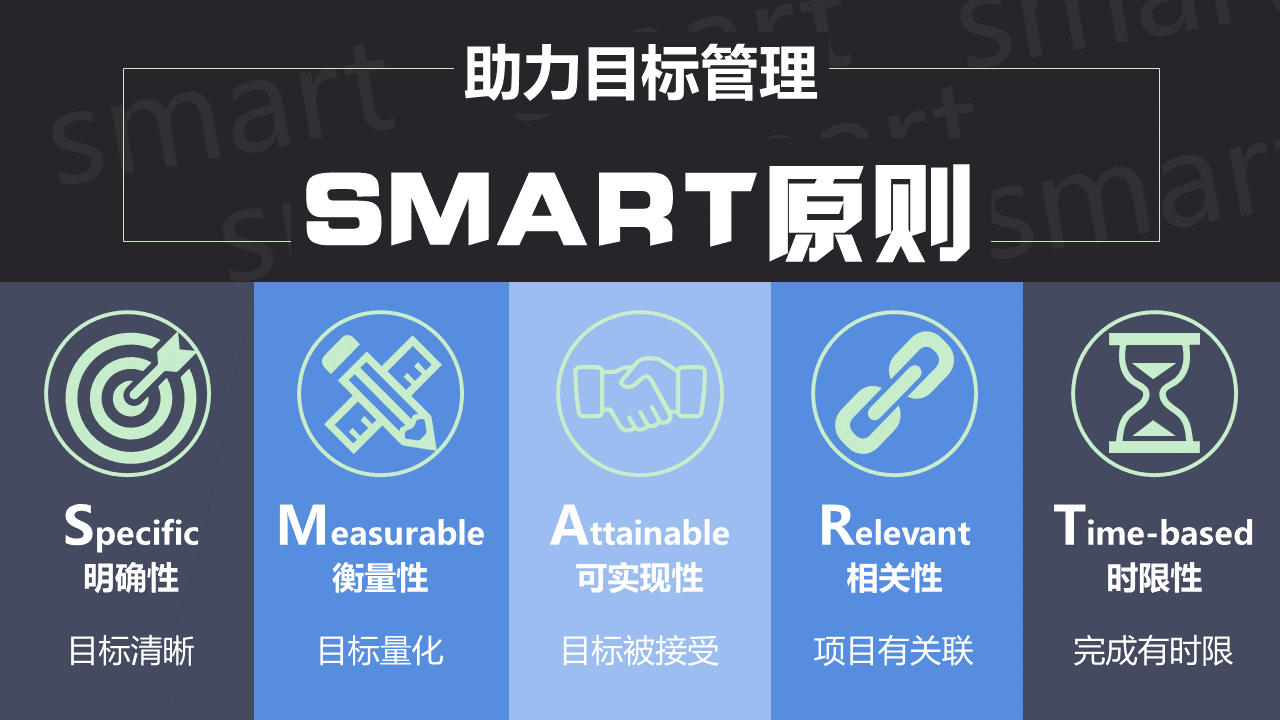 smart smart smart smart smart
助力目标管理
SMART原则
Specific
明确性
目标清晰
Measurable
衡量性
目标量化
Attainable
可实现性
目标被接受
Relevant
相关性
项目有关联
Time-based
时限性
完成有时限